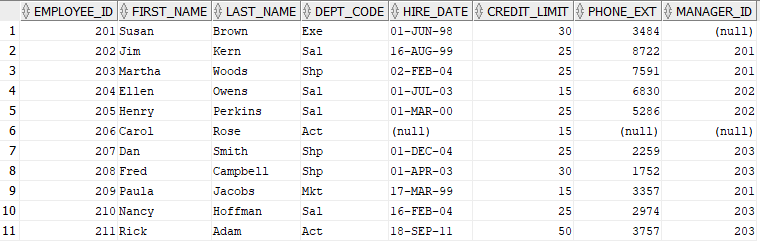 EMPLOYEE_ID FIRST_NAME LAST_NAME DEPT_CODE HIRE_DATE CREDIT_LIMIT PHONE_EXT MANAGER_ID
1 201 Susan Brown Exe 01-JUN-98 30 3484 (null)
2 202 Jim Kern Sal 16-AUG-99 25 8722 201
3 203 Martha Woods Shp 02-FEB-04 25 7591 201
4 204 Ellen Owens Sal 01-JUL-03 15 6830 202
5 205 Henry Perkins Sal 01-MAR-00 25 5286 202
6 206 Carol Rose Act (null) 15 (null) (null)
7 207 Dan Smith Shp 01-DEC-04 25 2259 203
8 208 Fred Campbell Shp 01-APR-03 30 1752 203
9 209 Paula Jacobs Mkt 17-MAR-99 15 3357 201
10 210 Nancy Hoffman Sal 16-FEB-04 25 2974 203
11 211 Rick Adam Act 18-SEP-11 50 3757 203